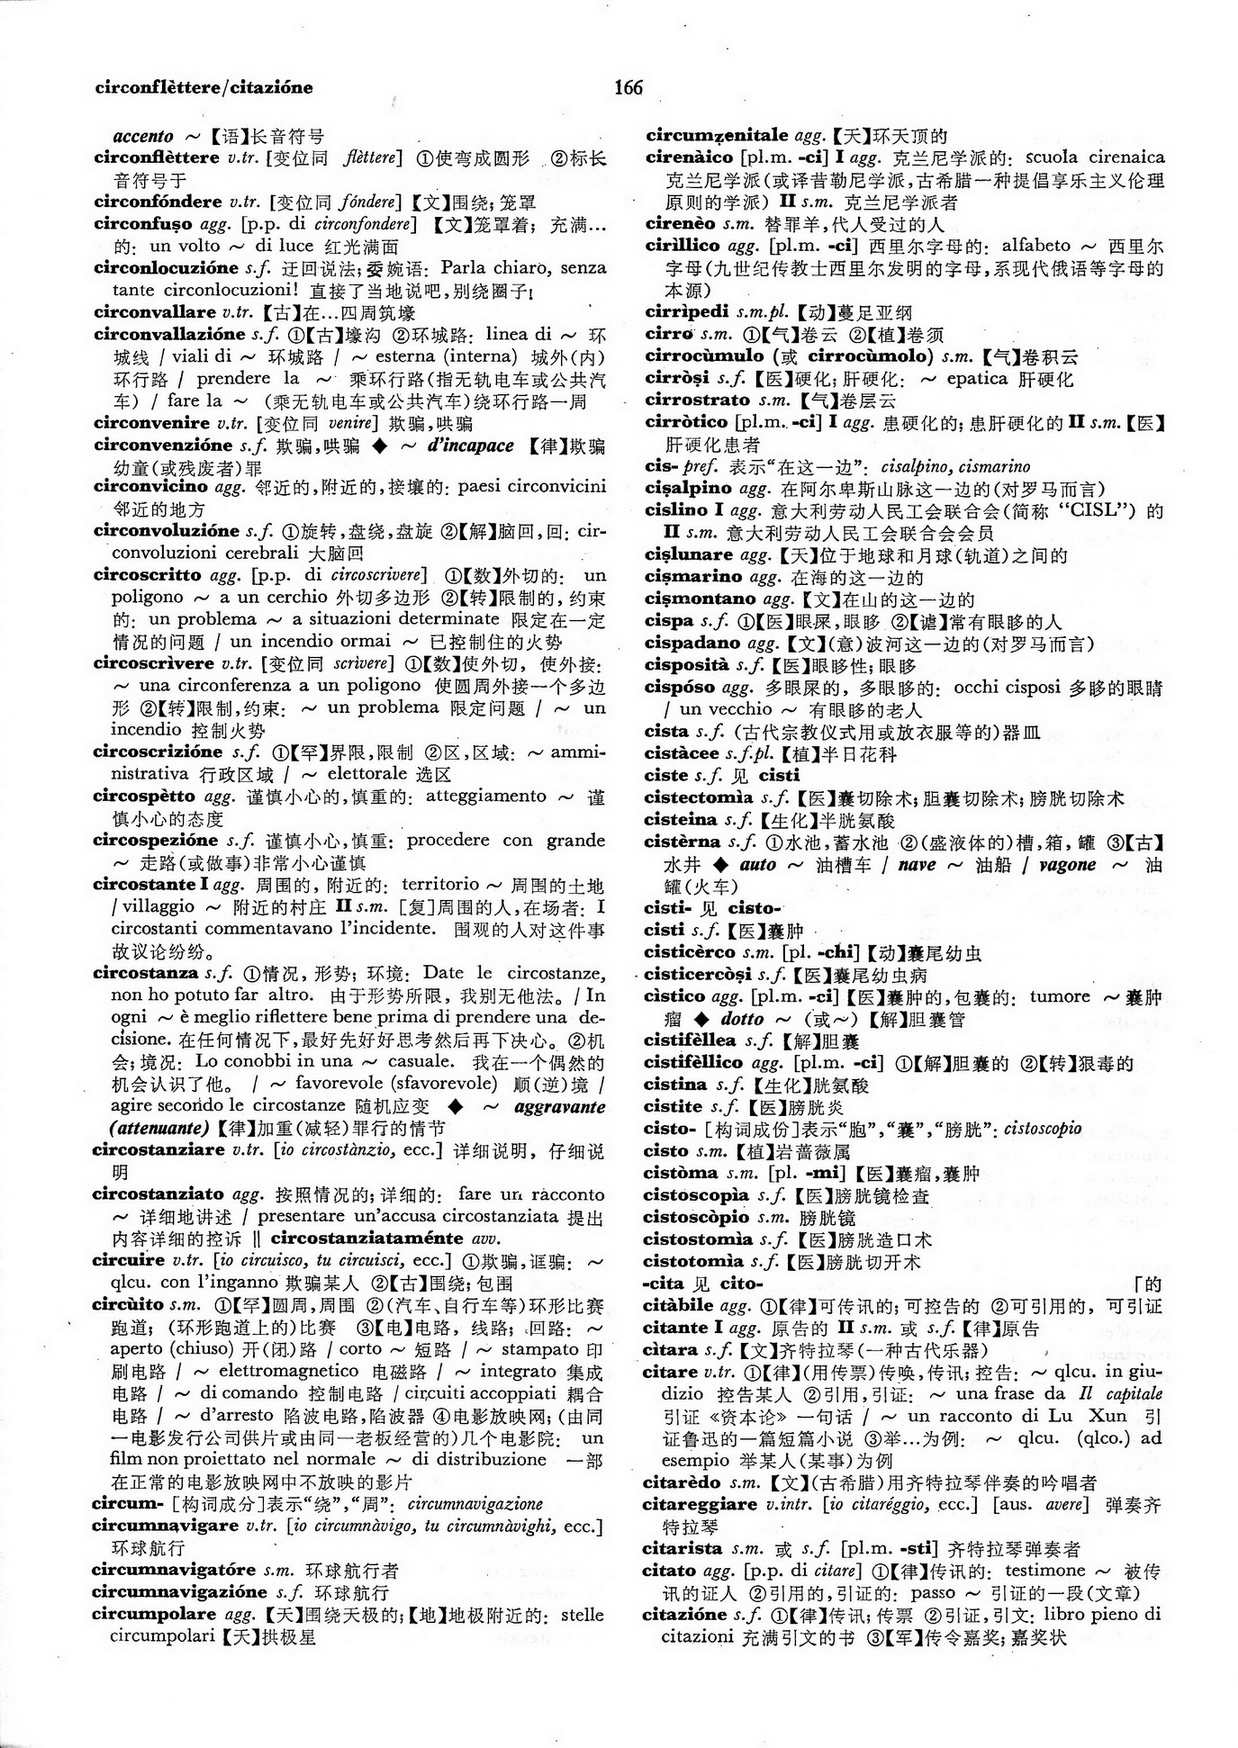 circonflèttere/citazióne
166
accento ～【语】长音符号
circonflèttere v.tr. [变位同 flèttere] ①使弯成圆形 ②标长
音符号于
circonfóndere v.tr. [变位同 fóndere]【文】围绕; 笼罩
circonfuṣo agg. [p.p. di circonfondere]【文】笼罩着; 充满…
的: un volto ～ di luce 红光满面
circonlocuzióne s.f. 迂回说法; 委婉语: Parla chiaro, senza
tante circonlocuzioni! 直接了当地说吧,别绕圈子!
circonvallare v.tr.【古】在…四周筑壕
circonvallazióne s.f. ①【古】壕沟 ②环城路: linea di ～ 环
城线 / viali di ～ 环城路 / ～ esterna (interna) 城外(内)
环行路 / prendere la ～ 乘环行路(指无轨电车或公共汽
车) / fare la ～ (乘无轨电车或公共汽车)绕环行路一周
circonvenire v.tr. [变位同 venire] 欺骗,哄骗
circonvenzióne s.f. 欺骗,哄骗 ◆ ～ d'incapace【律】欺骗
幼童(或残废者)罪
circonvicino agg. 邻近的,附近的,接壤的: paesi circonvicini
邻近的地方
circonvoluzióne s.f. ①旋转,盘绕,盘旋 ②【解】脑回,回: cir-
convoluzioni cerebrali 大脑回
circoscritto agg. [p.p. di circoscrivere] ①【数】外切的: un
poligono ～ a un cerchio 外切多边形 ②【转】限制的,约束
的: un problema ～ a situazioni determinate 限定在一定
情况的问题 / un incendio ormai ～ 已控制住的火势
circoscrìvere v.tr. [变位同 scrìvere] ①【数】使外切, 使外接:
～ una circonferenza a un poligono 使圆周外接一个多边
形 ②【转】限制,约束: ～ un problema 限定问题 / ～ un
incendio 控制火势
circoscrizióne s.f. ①【罕】界限,限制 ②区,区域: ～ ammi-
nistrativa 行政区域 / ～ elettorale 选区
circospètto agg. 谨慎小心的,慎重的: atteggiamento ～ 谨
慎小心的态度
circospezióne s.f. 谨慎小心,慎重: procedere con grande
～ 走路(或做事)非常小心谨慎
circostante I agg. 周围的, 附近的: territorio ～ 周围的土地
/ villaggio ～ 附近的村庄 II s.m. [复]周围的人,在场者: I
circostanti commentavano l'incidente. 围观的人对这件事
故议论纷纷。
circostanza s.f. ①情况, 形势; 环境: Date le circostanze,
non ho potuto far altro. 由于形势所限, 我别无他法。/ In
ogni ～ è meglio riflettere bene prima di prendere una de-
cisione. 在任何情况下,最好先好好思考然后再下决心。②机
会; 境况: Lo conobbi in una ～ casuale. 我在一个偶然的
机会认识了他。 / ～ favorevole (sfavorevole) 顺(逆)境 /
agire secondo le circostanze 随机应变 ◆ ～ aggravante
(attenuante)【律】加重(减轻)罪行的情节
circostanziare v.tr. [io circostànzio, ecc.] 详细说明, 仔细说
明
circostanziato agg. 按照情况的; 详细的: fare un racconto
～ 详细地讲述 / presentare un'accusa circostanziata 提出
内容详细的控诉 ‖ circostanziataménte avv.
circuire v.tr. [io circuisco, tu circuisci, ecc.] ①欺骗,诓骗: ～
qlcu. con l'inganno 欺骗某人 ②【古】围绕; 包围
circùito s.m. ①【罕】圆周,周围 ②(汽车、自行车等)环形比赛
跑道; (环形跑道上的)比赛 ③【电】电路, 线路; 回路: ～
aperto (chiuso) 开(闭)路 / corto ～ 短路 / ～ stampato 印
刷电路 / ～ elettromagnetico 电磁路 / ～ integrato 集成
电路 / ～ di comando 控制电路 / circuiti accoppiati 耦合
电路 / ～ d'arresto 陷波电路,陷波器 ④电影放映网; (由同
一电影发行公司供片或由同一老板经营的)几个电影院: un
film non proiettato nel normale ～ di distribuzione 一部
在正常的电影放映网中不放映的影片
circum- [构词成分]表示“绕”,“周”: circumnavigazione
circumnavigare v.tr. [io circumnàvigo, tu circumnàvighi, ecc.]
环球航行
circumnavigatóre s.m. 环球航行者
circumnavigazióne s.f. 环球航行
circumpolare agg.【天】围绕天极的;【地】地极附近的: stelle
circumpolari【天】拱极星
circumẓenitale agg.【天】环天顶的
cirenàico [pl.m. -ci] I agg. 克兰尼学派的: scuola cirenaica
克兰尼学派(或译昔勒尼学派,古希腊一种提倡享乐主义伦理
原则的学派) II s.m. 克兰尼学派者
cirenèo s.m. 替罪羊,代人受过的人
cirìllico agg. [pl.m. -ci] 西里尔字母的: alfabeto ～ 西里尔
字母(九世纪传教士西里尔发明的字母,系现代俄语等字母的
本源)
cirrìpedi s.m.pl.【动】蔓足亚纲
cirro s.m. ①【气】卷云 ②【植】卷须
cirrocùmulo (或 cirrocùmolo) s.m.【气】卷积云
cirròṣi s.f.【医】硬化; 肝硬化: ～ epatica 肝硬化
cirrostrato s.m.【气】卷层云
cirròtico [pl.m. -ci] I agg. 患硬化的; 患肝硬化的 II s.m.【医】
肝硬化患者
cis- pref. 表示“在这一边”: cisalpino, cismarino
ciṣalpino agg. 在阿尔卑斯山脉这一边的(对罗马而言)
cislino I agg. 意大利劳动人民工会联合会(简称 “CISL”) 的
II s.m. 意大利劳动人民工会联合会会员
ciṣlunare agg.【天】位于地球和月球(轨道)之间的
ciṣmarino agg. 在海的这一边的
ciṣmontano agg.【文】在山的这一边的
cispa s.f. ①【医】眼屎,眼眵 ②【谑】常有眼眵的人
cispadano agg.【文】(意)波河这一边的(对罗马而言)
cisposità s.f.【医】眼眵性; 眼眵
cispóso agg. 多眼屎的, 多眼眵的: occhi cisposi 多眵的眼睛
/ un vecchio ～ 有眼眵的老人
cista s.f. (古代宗教仪式用或放衣服等的)器皿
cistàcee s.f.pl.【植】半日花科
ciste s.f. 见 cisti
cistectomìa s.f.【医】囊切除术; 胆囊切除术; 膀胱切除术
cisteina s.f.【生化】半胱氨酸
cistèrna s.f. ①水池,蓄水池 ②(盛液体的)槽,箱, 罐 ③【古】
水井 ◆ auto ～ 油槽车 / nave ～ 油船 / vagone ～ 油
罐(火车)
cisti- 见 cisto-
cisti s.f.【医】囊肿
cisticèrco s.m. [pl. -chi]【动】囊尾幼虫
cisticercòṣi s.f.【医】囊尾幼虫病
cìstico agg. [pl.m. -ci]【医】囊肿的,包囊的: tumore ～ 囊肿
瘤 ◆ dotto ～ (或～)【解】胆囊管
cistifèllea s.f.【解】胆囊
cistifèllico agg. [pl.m. -ci] ①【解】胆囊的 ②【转】狠毒的
cistina s.f.【生化】胱氨酸
cistite s.f.【医】膀胱炎
cisto- [构词成份]表示“胞”,“囊”,“膀胱”: cistoscopio
cisto s.m.【植】岩蔷薇属
cistòma s.m. [pl. -mi]【医】囊瘤,囊肿
cistoscopìa s.f.【医】膀胱镜检查
cistoscòpio s.m. 膀胱镜
cistostomìa s.f.【医】膀胱造口术
cistotomìa s.f.【医】膀胱切开术
-cita 见 cito- 「的
citàbile agg. ①【律】可传讯的; 可控告的 ②可引用的, 可引证
citante I agg. 原告的 II s.m. 或 s.f.【律】原告
cìtara s.f.【文】齐特拉琴(一种古代乐器)
citare v.tr. ①【律】(用传票)传唤,传讯; 控告: ～ qlcu. in giu-
dizio 控告某人 ②引用,引证: ～ una frase da Il capitale
引证 《资本论》 一句话 / ～ un racconto di Lu Xun 引
证鲁迅的一篇短篇小说 ③举…为例: ～ qlcu. (qlco.) ad
esempio 举某人(某事)为例
citarèdo s.m.【文】(古希腊)用齐特拉琴伴奏的吟唱者
citareggiare v.intr. [io citaréggio, ecc.] [aus. avere] 弹奏齐
特拉琴
citarista s.m. 或 s.f. [pl.m. -sti] 齐特拉琴弹奏者
citato agg. [p.p. di citare] ①【律】传讯的: testimone ～ 被传
讯的证人 ②引用的,引证的: passo ～ 引证的一段(文章)
citazióne s.f. ①【律】传讯; 传票 ②引证,引文: libro pieno di
citazioni 充满引文的书 ③【军】传令嘉奖; 嘉奖状